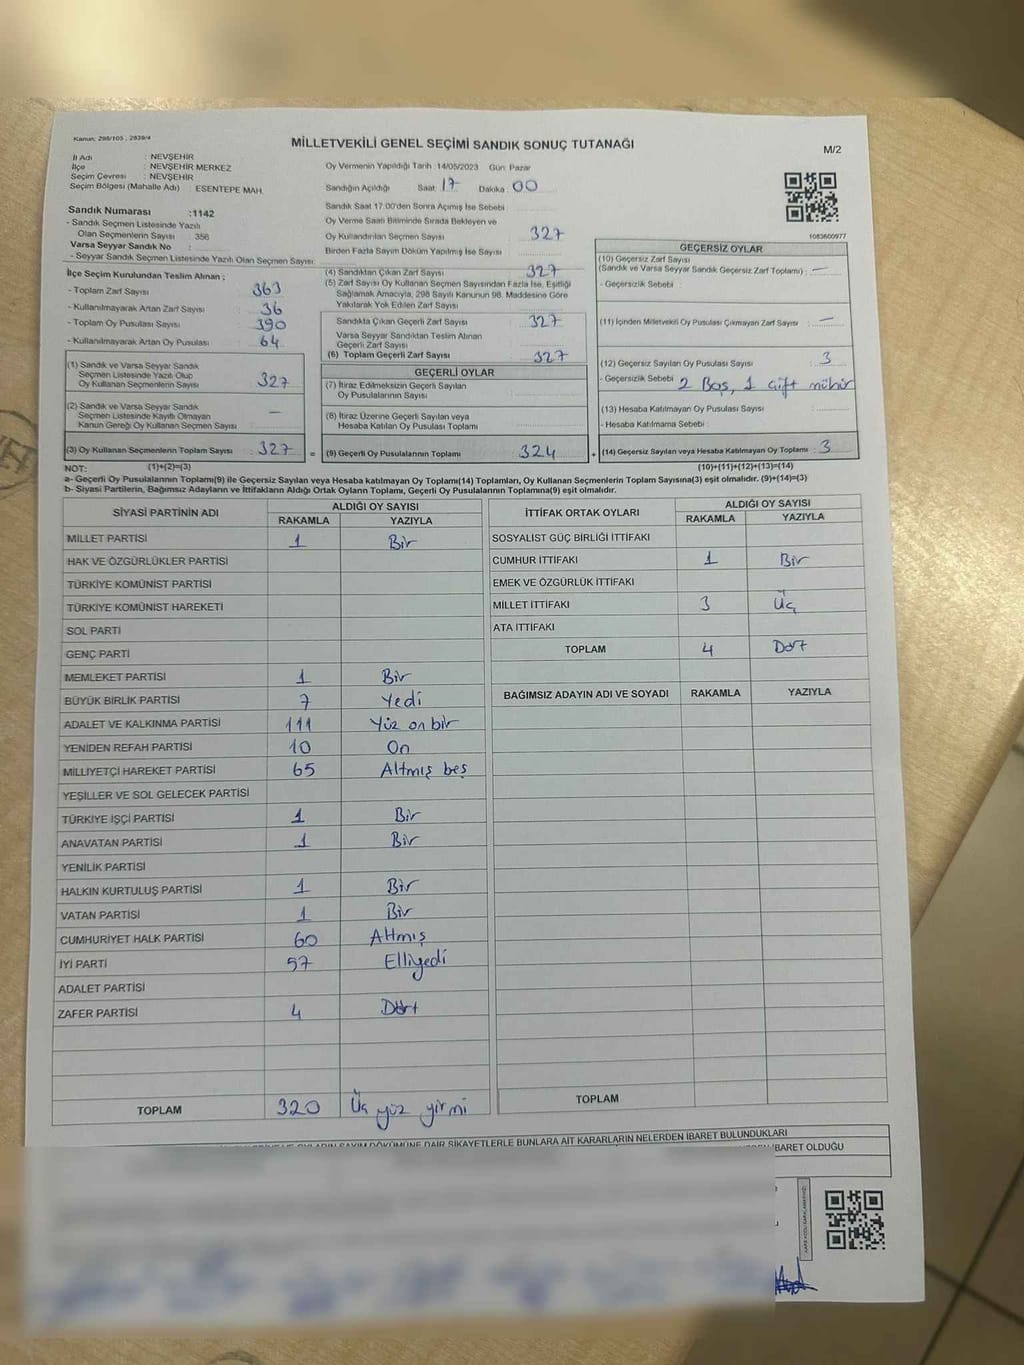 Kanun: 298/105 , 2839/4
MİLLETVEKİLİ GENEL SEÇİMİ SANDIK SONUÇ TUTANAĞI
M/2
İl Adı : NEVŞEHİR
İlçe : NEVŞEHİR MERKEZ
Seçim Çevresi : NEVŞEHİR
Seçim Bölgesi (Mahalle Adı) ESENTEPE MAH.
Oy Vermenin Yapıldığı Tarih :14/05/2023 Gün: Pazar
Sandığın Açıldığı Saat: 17 Dakika : 00
Sandık Saat 17.00'den Sonra Açımış İse Sebebi
Oy Verme Saati Bitiminde Sırada Bekleyen ve
Oy Kullandırılan Seçmen Sayısı 327
Birden Fazla Sayım Döküm Yapılmış İse Sayısı
1083600977
Sandık Numarası :1142
- Sandık Seçmen Listesinde Yazılı
Olan Seçmenlerin Sayısı : 356
Varsa Seyyar Sandık No :
- Seyyar Sandık Seçmen Listesinde Yazılı Olan Seçmen Sayısı:
İlçe Seçim Kurulundan Teslim Alınan ;
- Toplam Zarf Sayısı : 363
- Kullanılmayarak Artan Zarf Sayısı : 36
- Toplam Oy Pusulası Sayısı : 390
- Kullanılmayarak Artan Oy Pusulası : 64
(1) Sandık ve Varsa Seyyar Sandık
Seçmen Listesinde Yazılı Olup
Oy Kullanan Seçmenlerin Sayısı : 327
(2) Sandık ve Varsa Seyyar Sandık
Seçmen Listesinde Kayıtlı Olmayan
Kanun Gereği Oy Kullanan Seçmen Sayısı : —
(3) Oy Kullanan Seçmenlerin Toplam Sayısı : 327 =
(4) Sandıktan Çıkan Zarf Sayısı 327
(5) Zarf Sayısı Oy Kullanan Seçmen Sayısından Fazla İse, Eşitliği
Sağlamak Amacıyla, 298 Sayılı Kanunun 98. Maddesine Göre
Yakılarak Yok Edilen Zarf Sayısı
Sandıkta Çıkan Geçerli Zarf Sayısı 327
Varsa Seyyar Sandıktan Teslim Alınan
Geçerli Zarf Sayısı
(6) Toplam Geçerli Zarf Sayısı 327
GEÇERLİ OYLAR
(7) İtiraz Edilmeksizin Geçerli Sayılan
Oy Pusulalarının Sayısı
(8) İtiraz Üzerine Geçerli Sayılan veya
Hesaba Katılan Oy Pusulası Toplamı
(9) Geçerli Oy Pusulalarının Toplamı 324 +
GEÇERSİZ OYLAR
(10) Geçersiz Zarf Sayısı
(Sandık ve Varsa Seyyar Sandık Geçersiz Zarf Toplamı) : —
- Geçersizlik Sebebi :
(11) İçinden Milletvekili Oy Pusulası Çıkmayan Zarf Sayısı : —
(12) Geçersiz Sayılan Oy Pusulası Sayısı : 3
- Geçersizlik Sebebi : 2 Boş, 1 Çift mühür
(13) Hesaba Katılmayan Oy Pusulası Sayısı
- Hesaba Katılmama Sebebi :
(14) Geçersiz Sayılan veya Hesaba Katılmayan Oy Toplamı : 3
NOT: (1)+(2)=(3) (10)+(11)+(12)+(13)=(14)
a- Geçerli Oy Pusulalarının Toplamı(9) ile Geçersiz Sayılan veya Hesaba katılmayan Oy Toplamı(14) Toplamları, Oy Kullanan Seçmenlerin Toplam Sayısına(3) eşit olmalıdır. (9)+(14)=(3)
b- Siyasi Partilerin, Bağımsız Adayların ve İttifakların Aldığı Ortak Oyların Toplamı, Geçerli Oy Pusulalarının Toplamına(9) eşit olmalıdır.
SİYASİ PARTİNİN ADI ALDIĞI OY SAYISI
RAKAMLA YAZIYLA
MİLLET PARTİSİ 1 Bir
HAK VE ÖZGÜRLÜKLER PARTİSİ
TÜRKİYE KOMÜNİST PARTİSİ
TÜRKİYE KOMÜNİST HAREKETİ
SOL PARTİ
GENÇ PARTİ
MEMLEKET PARTİSİ 1 Bir
BÜYÜK BİRLİK PARTİSİ 7 Yedi
ADALET VE KALKINMA PARTİSİ 111 Yüz on bir
YENİDEN REFAH PARTİSİ 10 On
MİLLİYETÇİ HAREKET PARTİSİ 65 Altmış beş
YEŞİLLER VE SOL GELECEK PARTİSİ
TÜRKİYE İŞÇİ PARTİSİ 1 Bir
ANAVATAN PARTİSİ 1 Bir
YENİLİK PARTİSİ
HALKIN KURTULUŞ PARTİSİ 1 Bir
VATAN PARTİSİ 1 Bir
CUMHURİYET HALK PARTİSİ 60 Altmış
İYİ PARTİ 57 Elliyedi
ADALET PARTİSİ
ZAFER PARTİSİ 4 Dört
TOPLAM 320 Üç yüz yirmi
İTTİFAK ORTAK OYLARI ALDIĞI OY SAYISI
RAKAMLA YAZIYLA
SOSYALİST GÜÇ BİRLİĞİ İTTİFAKI
CUMHUR İTTİFAKI 1 Bir
EMEK VE ÖZGÜRLÜK İTTİFAKI
MİLLET İTTİFAKI 3 Üç
ATA İTTİFAKI
TOPLAM 4 Dört
BAĞIMSIZ ADAYIN ADI VE SOYADI RAKAMLA YAZIYLA
TOPLAM
OYLARIN SAYIM DÖKÜMÜNE DAİR ŞİKAYETLERLE BUNLARA AİT KARARLARIN NELERDEN İBARET BULUNDUKLARI
İBARET OLDUĞU